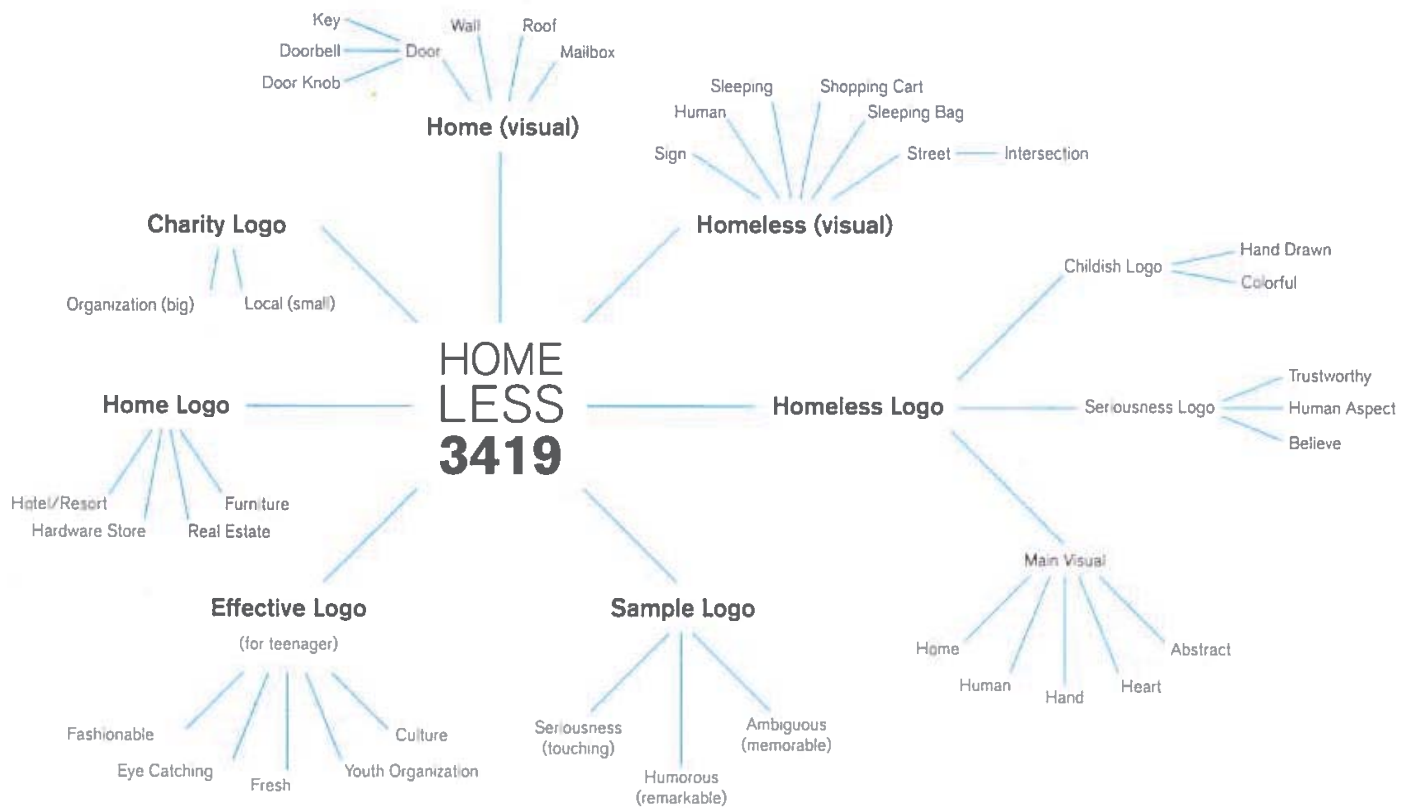 Key
Doorbell
Door Knob
Door
Wall
Roof
Mailbox
Home (visual)
Sign
Human
Sleeping
Shopping Cart
Sleeping Bag
Street
Intersection
Homeless (visual)
Charity Logo
Organization (big)
Local (small)
Childish Logo
Hand Drawn
Colorful
HOME
LESS
3419
Home Logo
Hotel/Resort
Hardware Store
Real Estate
Furniture
Homeless Logo
Seriousness Logo
Trustworthy
Human Aspect
Believe
Main Visual
Home
Human
Hand
Heart
Abstract
Effective Logo
(for teenager)
Fashionable
Eye Catching
Fresh
Youth Organization
Culture
Sample Logo
Seriousness
(touching)
Humorous
(remarkable)
Ambiguous
(memorable)